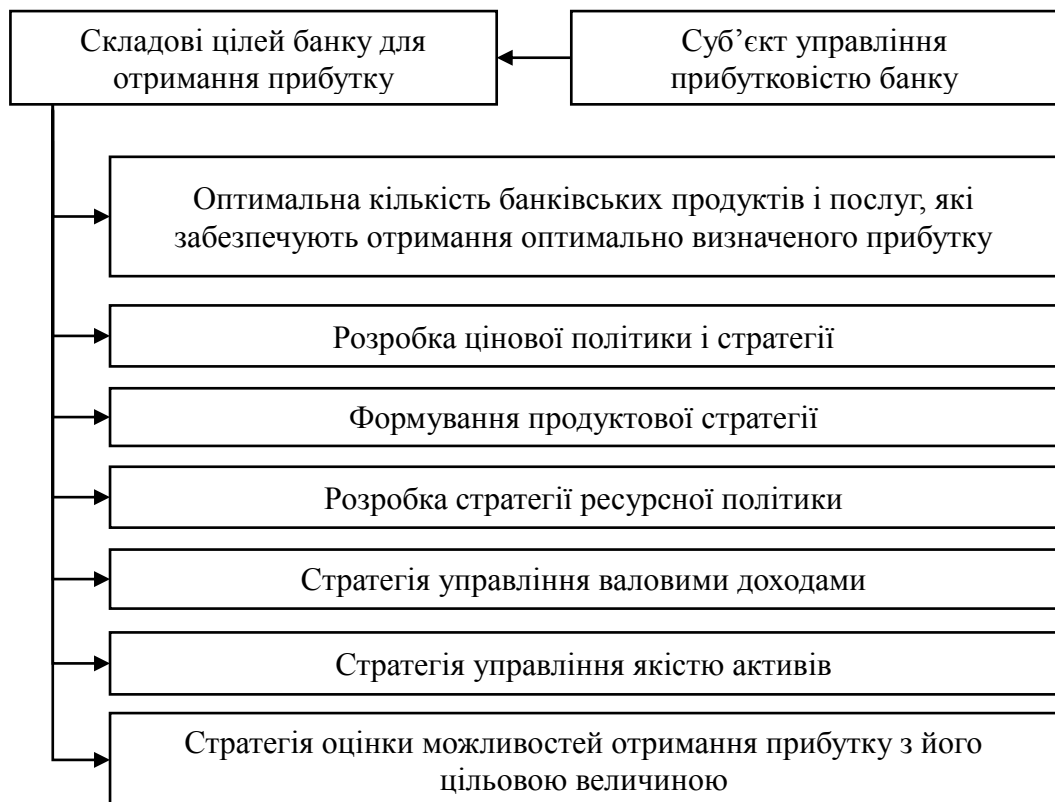 Складові цілей банку для
отримання прибутку
Суб’єкт управління
прибутковістю банку
Оптимальна кількість банківських продуктів і послуг, які
забезпечують отримання оптимально визначеного прибутку
Розробка цінової політики і стратегії
Формування продуктової стратегії
Розробка стратегії ресурсної політики
Стратегія управління валовими доходами
Стратегія управління якістю активів
Стратегія оцінки можливостей отримання прибутку з його
цільовою величиною